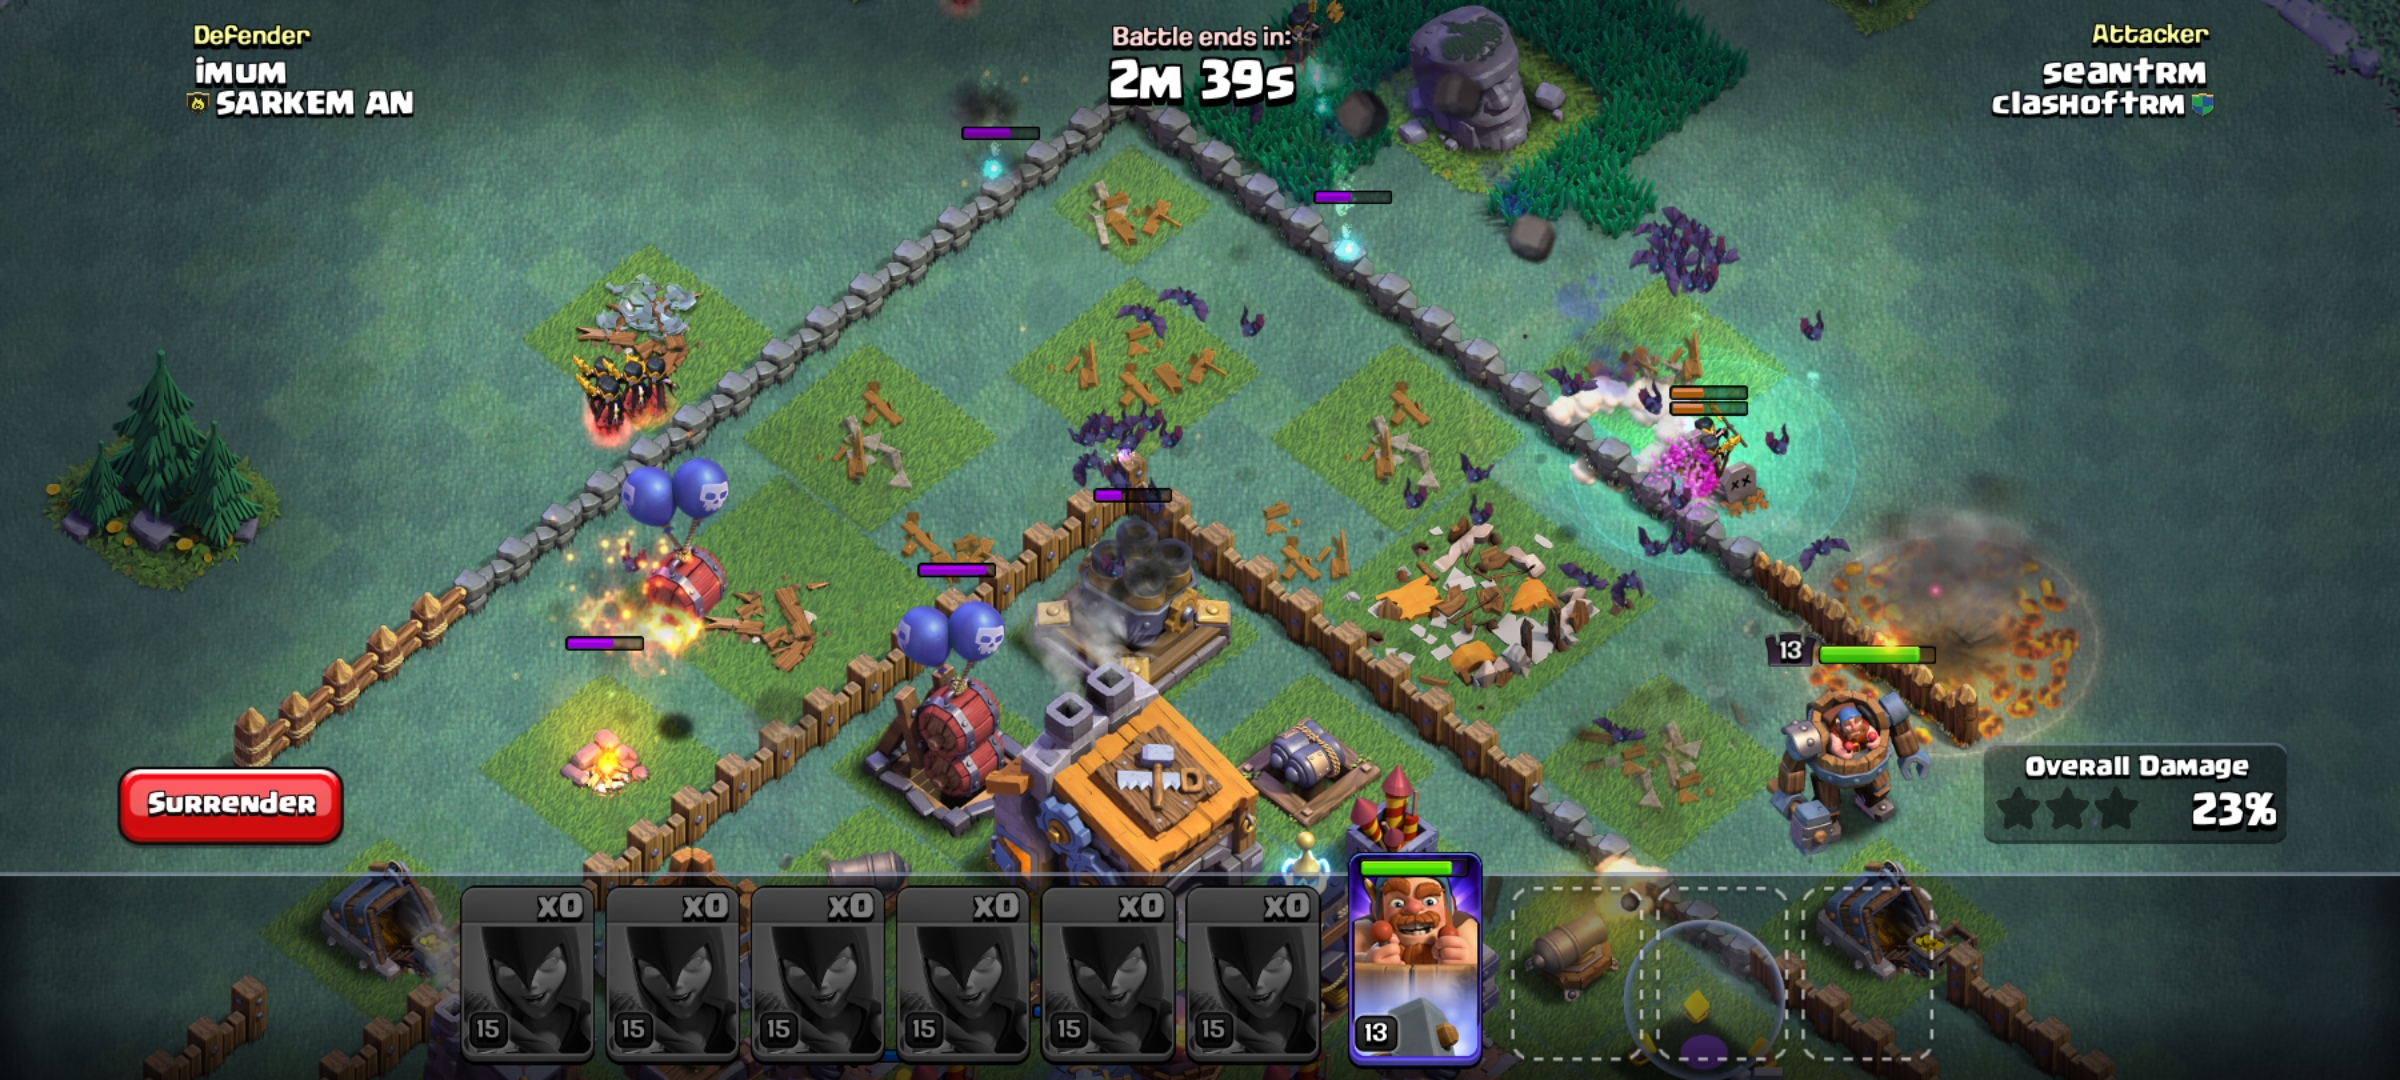 Defender
iMUM
SARKEM AN
Battle ends in:
2M 39s
Attacker
seantRM
clashoftRM
xx
13
Surrender
Overall Damage
23%
x0
x0
x0
x0
x0
x0
15
15
15
15
15
15
13